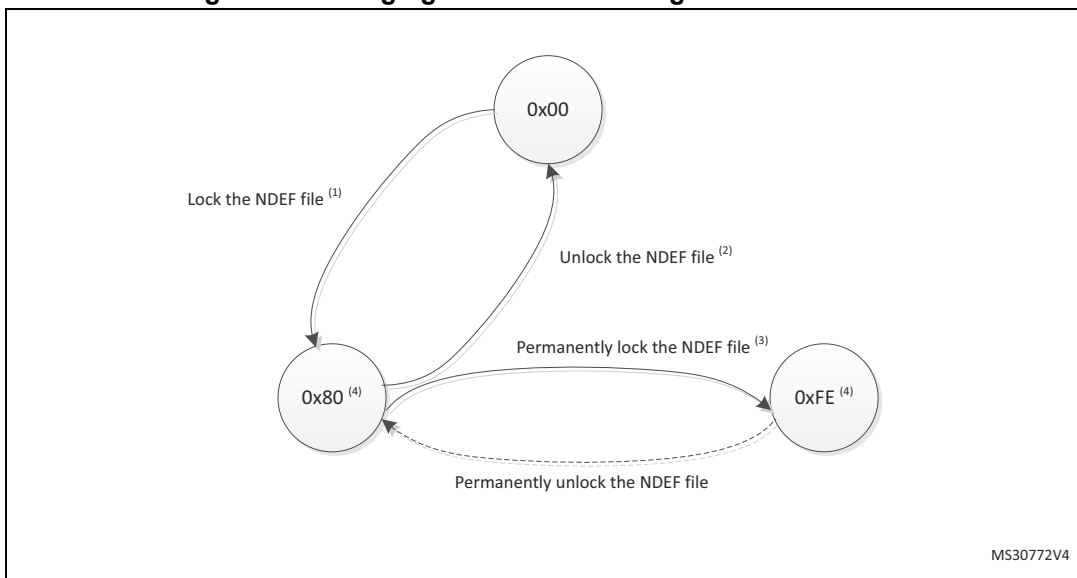 0x00
Lock the NDEF file (1)
Unlock the NDEF file (2)
Permanently lock the NDEF file (3)
0x80 (4)
0xFE (4)
Permanently unlock the NDEF file
MS30772V4